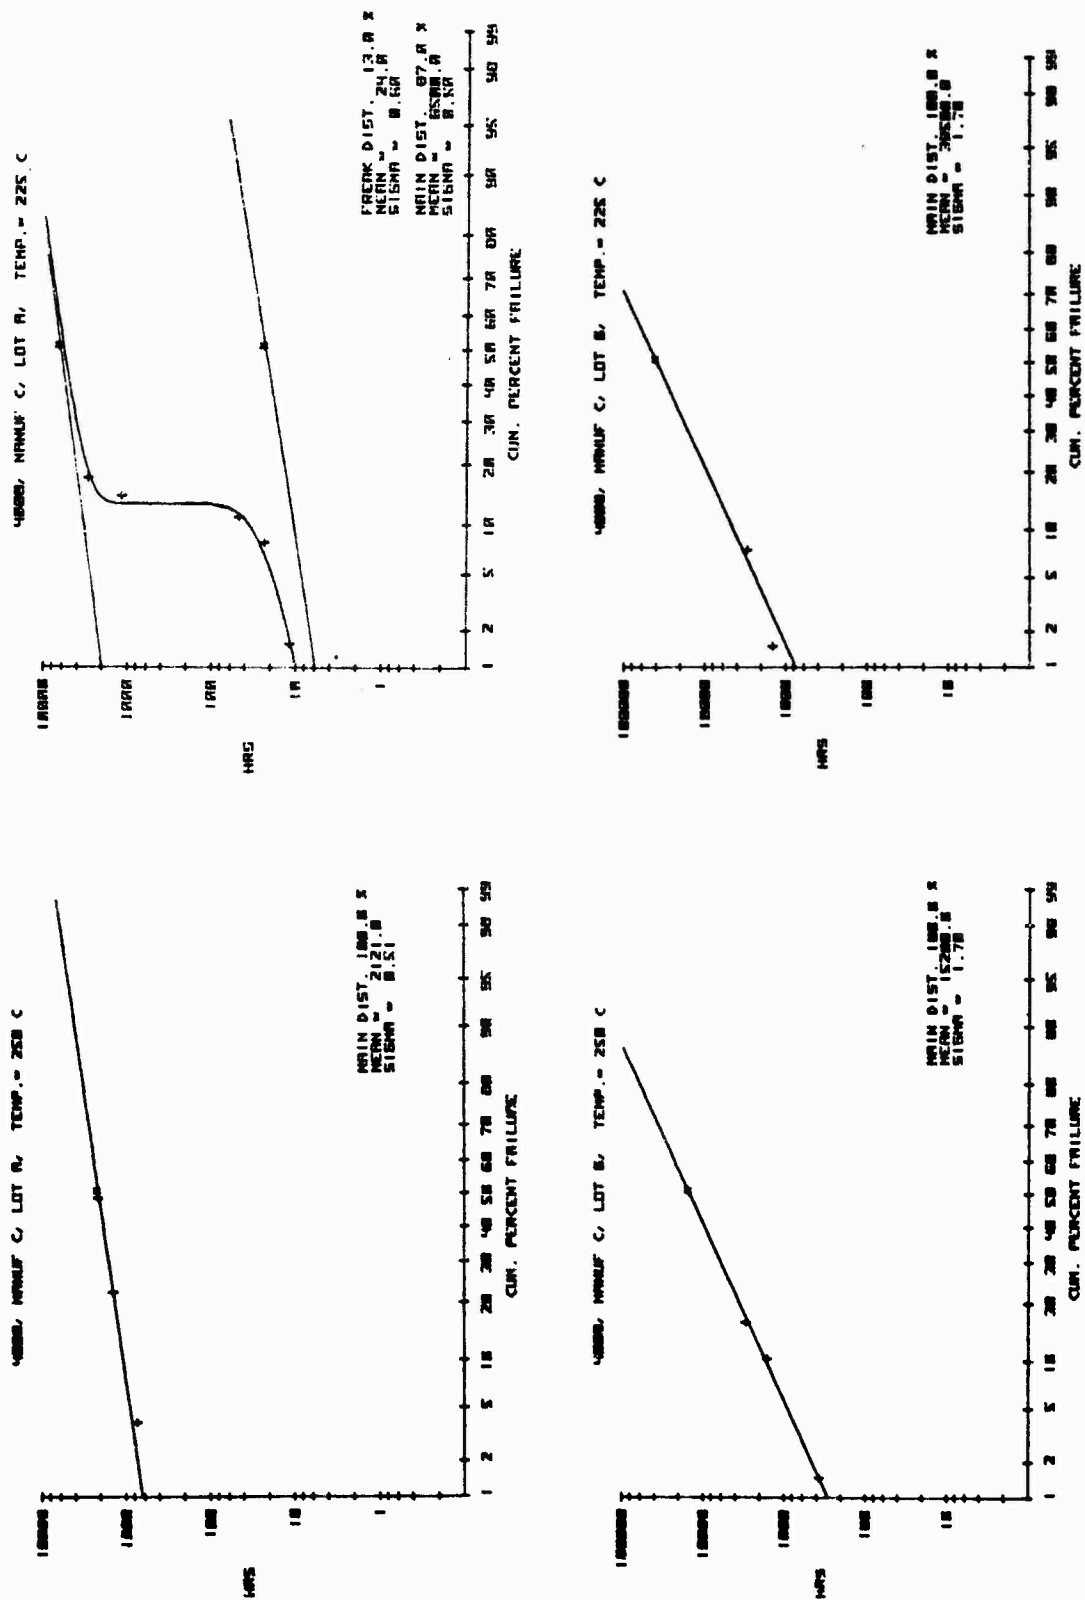 4000, MANUF C, LOT A, TEMP.= 250 C
10000
1000
100
10
HRS
1 2 5 10 20 30 40 50 60 70 80 90 95 98 99
CUM. PERCENT FAILURE
MAIN DIST. 100.0 %
MEAN = 2121.0
SIGMA = 0.51
4000, MANUF C, LOT A, TEMP.= 225 C
10000
1000
100
10
1
HRS
1 2 5 10 20 30 40 50 60 70 80 90 95 98 99
CUM. PERCENT FAILURE
FREAK DIST. 13.0 %
MEAN = 24.0
SIGMA = 0.60
MAIN DIST. 87.0 %
MEAN = 6500.0
SIGMA = 0.50
4000, MANUF C, LOT B, TEMP.= 250 C
100000
10000
1000
100
10
HRS
1 2 5 10 20 30 40 50 60 70 80 90 95 98 99
CUM. PERCENT FAILURE
MAIN DIST. 100.0 %
MEAN = 15200.0
SIGMA = 1.70
4000, MANUF C, LOT B, TEMP.= 225 C
100000
10000
1000
100
10
HRS
1 2 5 10 20 30 40 50 60 70 80 90 95 98 99
CUM. PERCENT FAILURE
MAIN DIST. 100.0 %
MEAN = 38500.0
SIGMA = 1.70